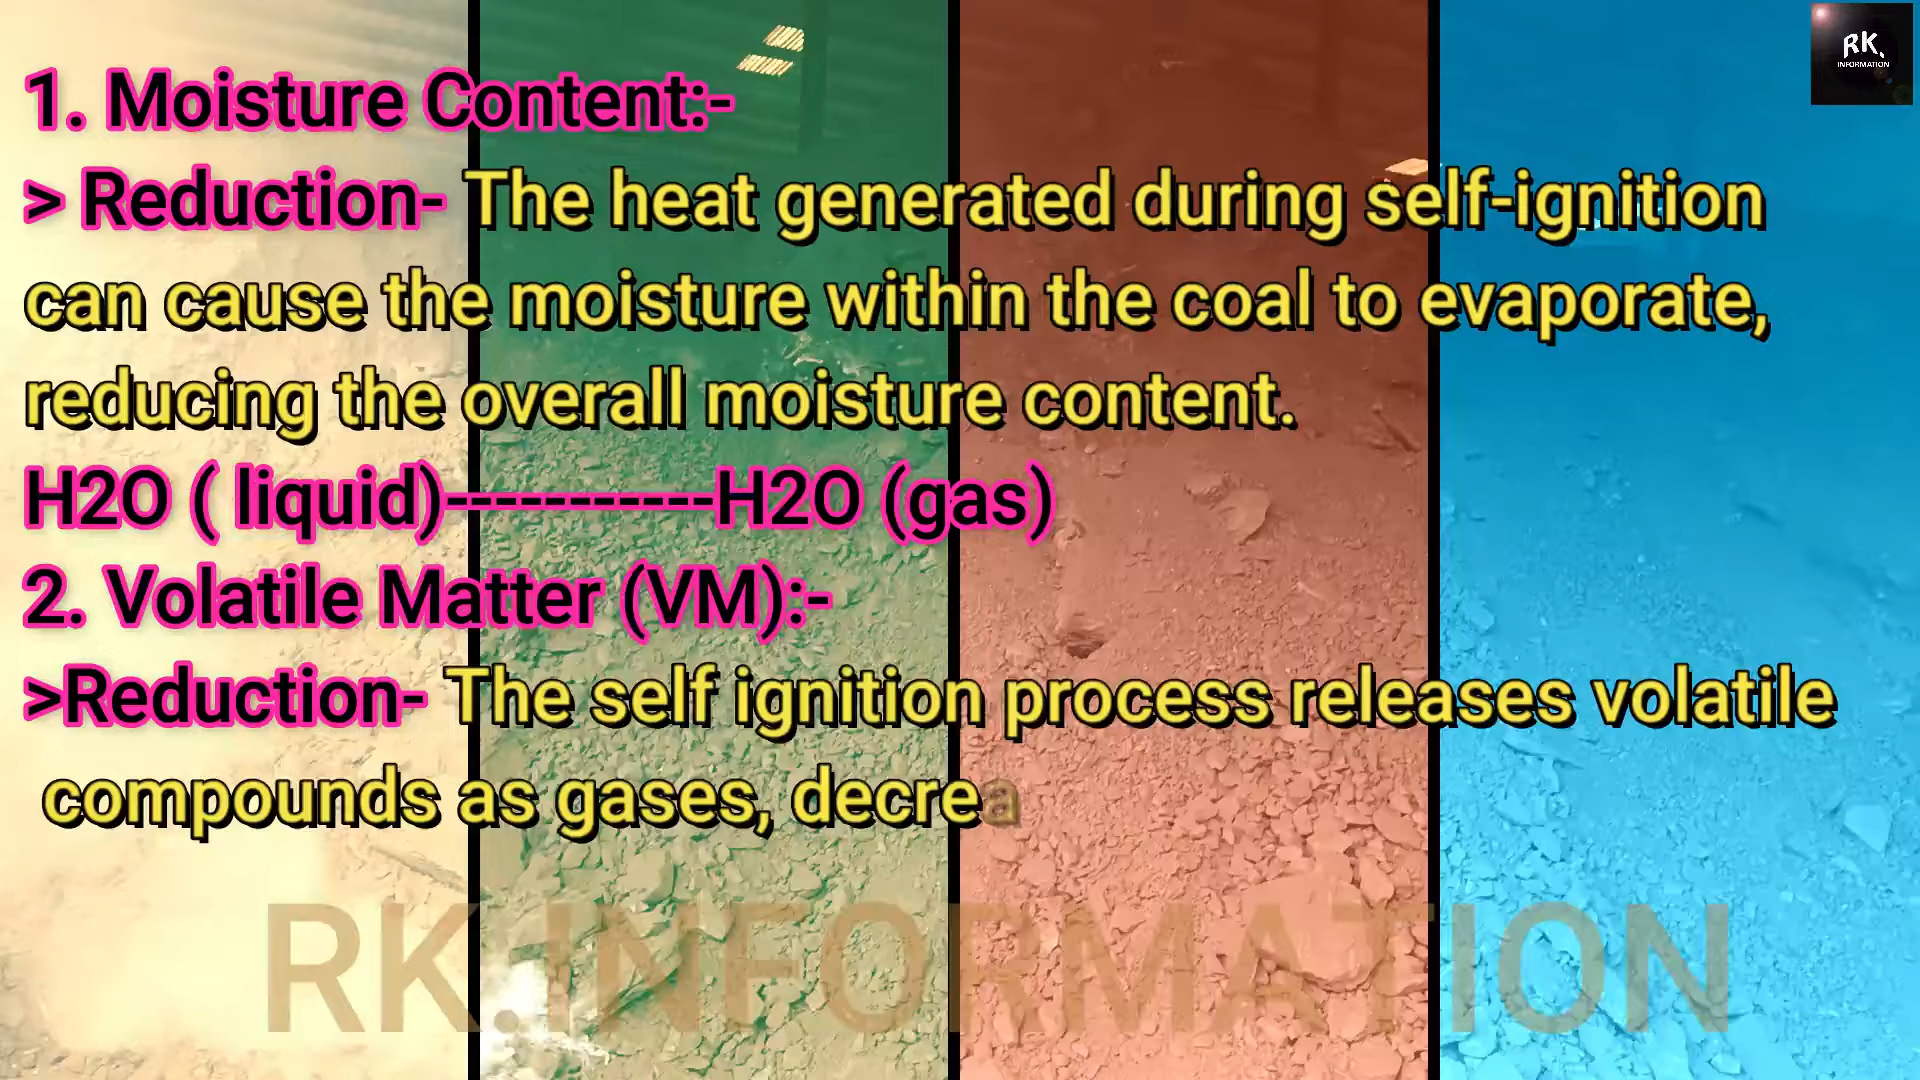 RK.
INFORMATION
1. Moisture Content:-
> Reduction- The heat generated during self-ignition
can cause the moisture within the coal to evaporate,
reducing the overall moisture content.
H2O ( liquid)-----------H2O (gas)
2. Volatile Matter (VM):-
>Reduction- The self ignition process releases volatile
compounds as gases, decrea
RK.INFORMATION